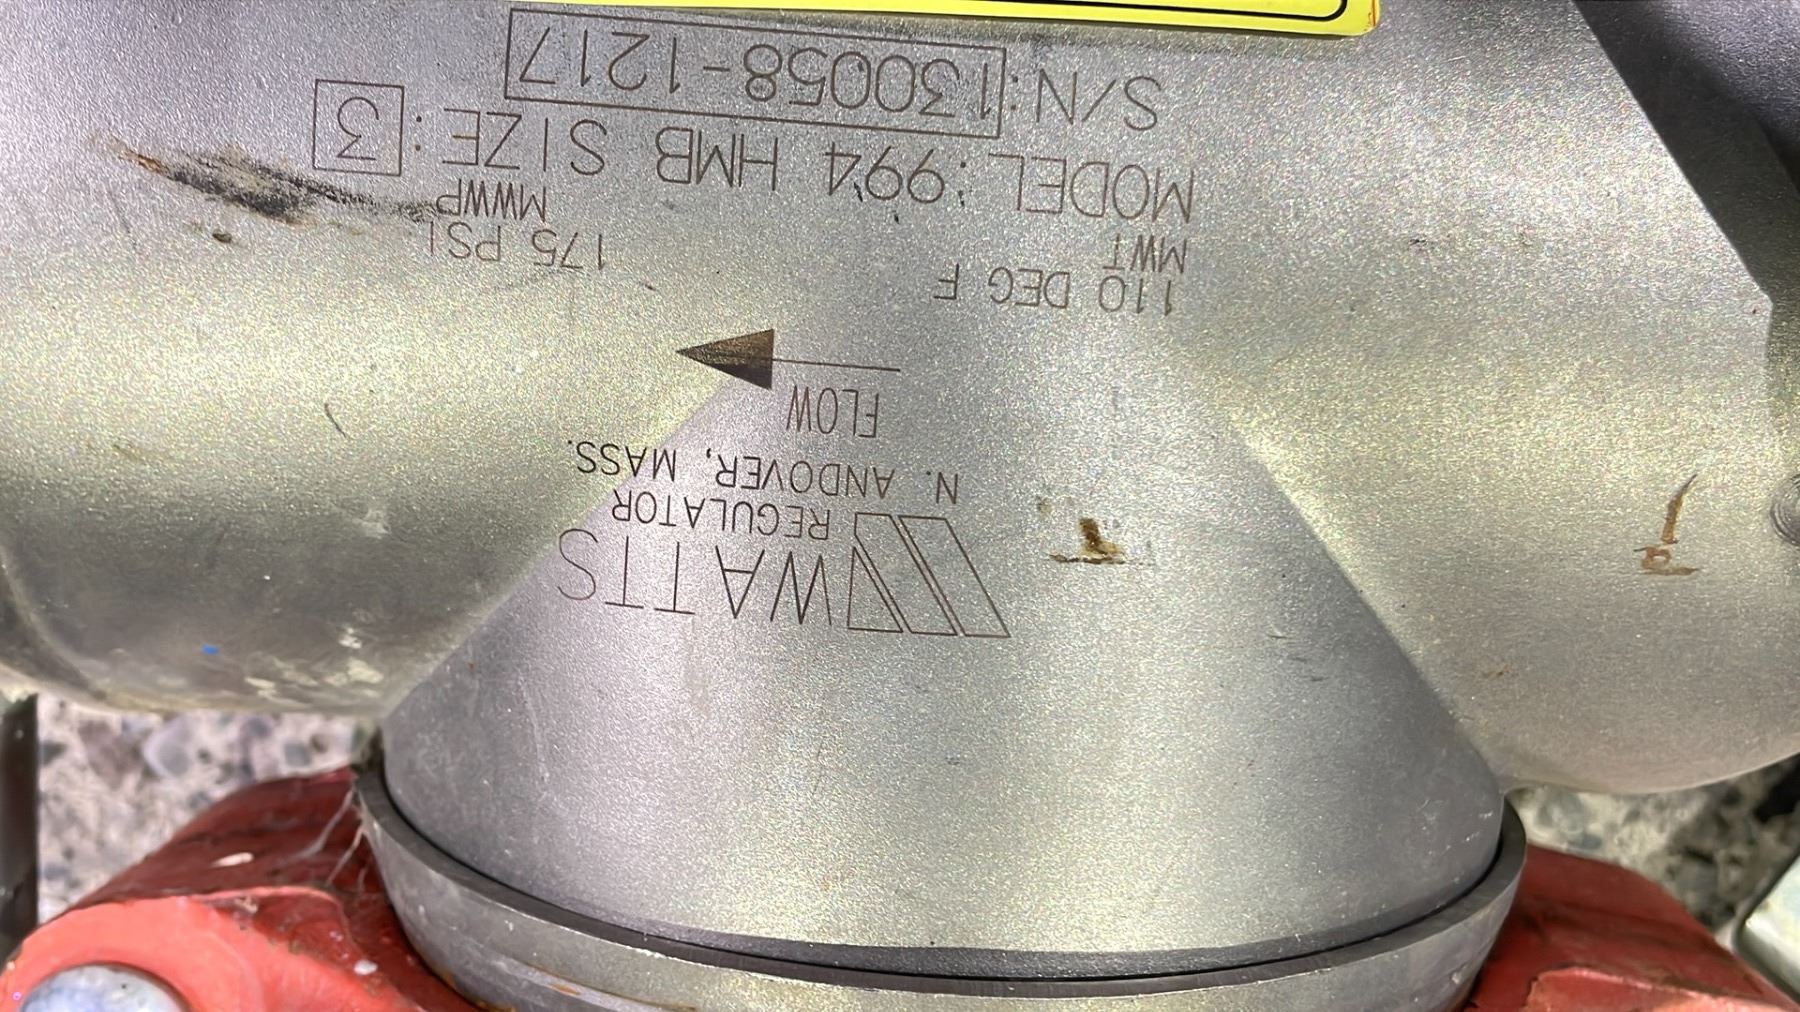 WATTS
REGULATOR
N. ANDOVER, MASS.
FLOW
110 DEG F 175 PSI
MWT MWWP
MODEL: 994 HMB SIZE: 3
S/N: 130058-1217